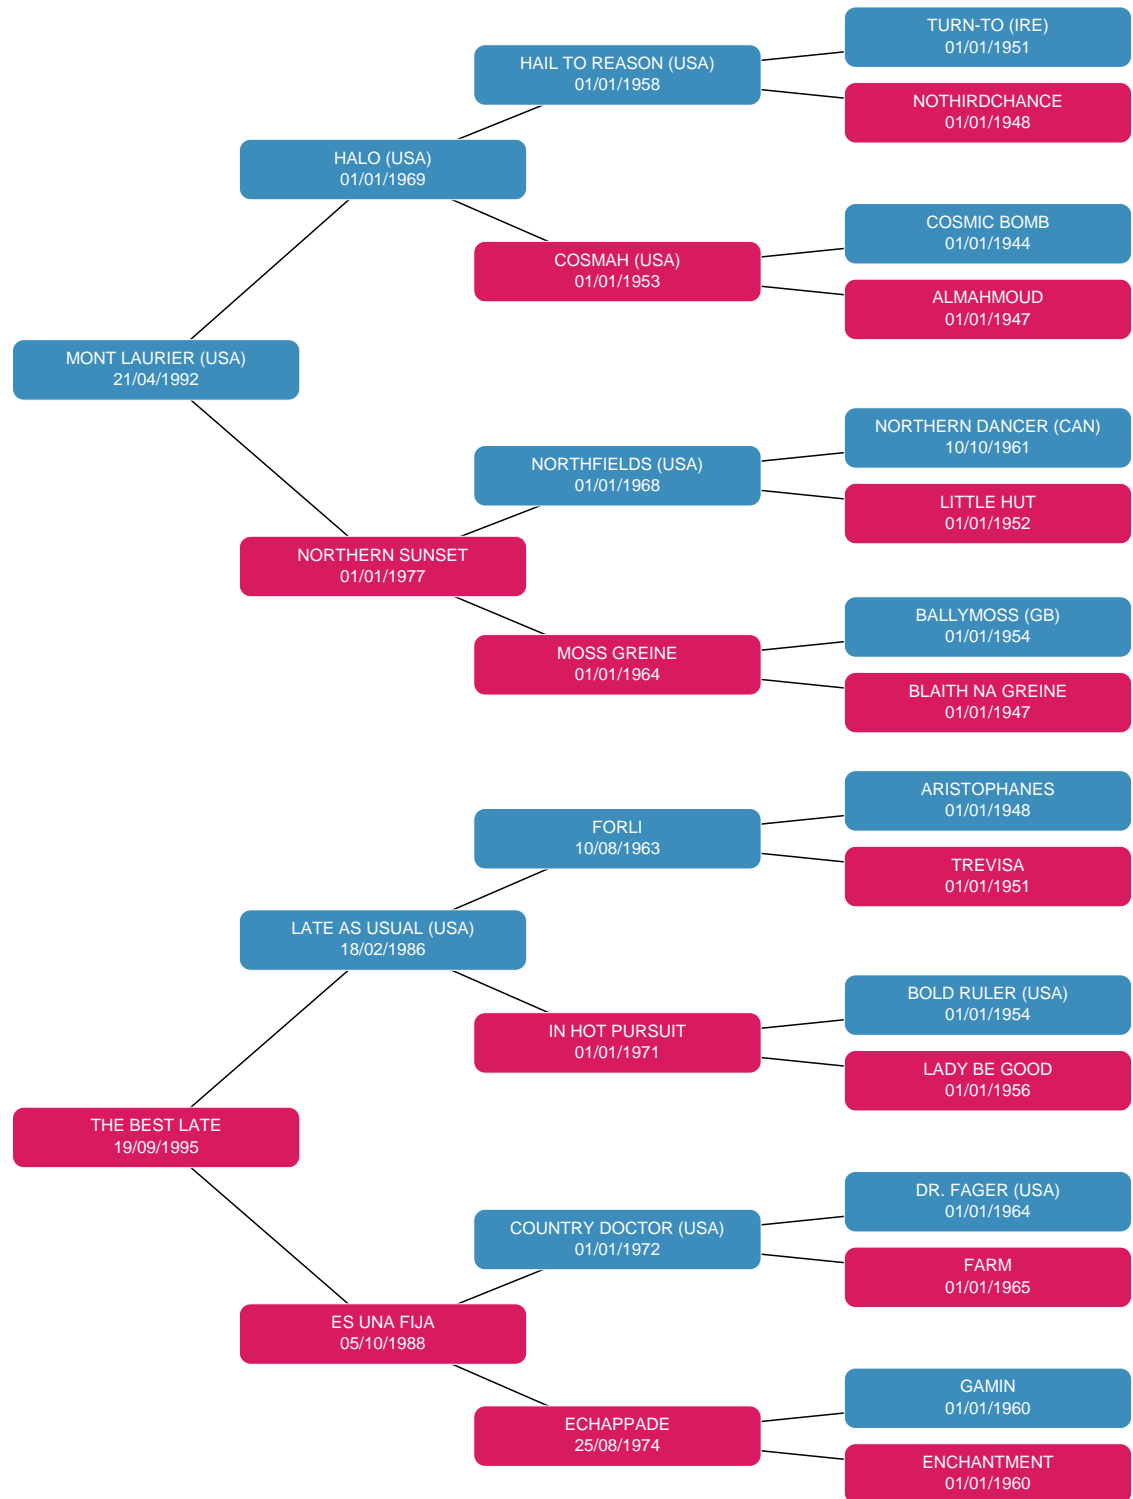 TURN-TO (IRE)
01/01/1951
HAIL TO REASON (USA)
01/01/1958
NOTHIRDCHANCE
01/01/1948
HALO (USA)
01/01/1969
COSMIC BOMB
01/01/1944
COSMAH (USA)
01/01/1953
ALMAHMOUD
01/01/1947
MONT LAURIER (USA)
21/04/1992
NORTHERN DANCER (CAN)
10/10/1961
NORTHFIELDS (USA)
01/01/1968
LITTLE HUT
01/01/1952
NORTHERN SUNSET
01/01/1977
BALLYMOSS (GB)
01/01/1954
MOSS GREINE
01/01/1964
BLAITH NA GREINE
01/01/1947
ARISTOPHANES
01/01/1948
FORLI
10/08/1963
TREVISA
01/01/1951
LATE AS USUAL (USA)
18/02/1986
BOLD RULER (USA)
01/01/1954
IN HOT PURSUIT
01/01/1971
LADY BE GOOD
01/01/1956
THE BEST LATE
19/09/1995
DR. FAGER (USA)
01/01/1964
COUNTRY DOCTOR (USA)
01/01/1972
FARM
01/01/1965
ES UNA FIJA
05/10/1988
GAMIN
01/01/1960
ECHAPPADE
25/08/1974
ENCHANTMENT
01/01/1960